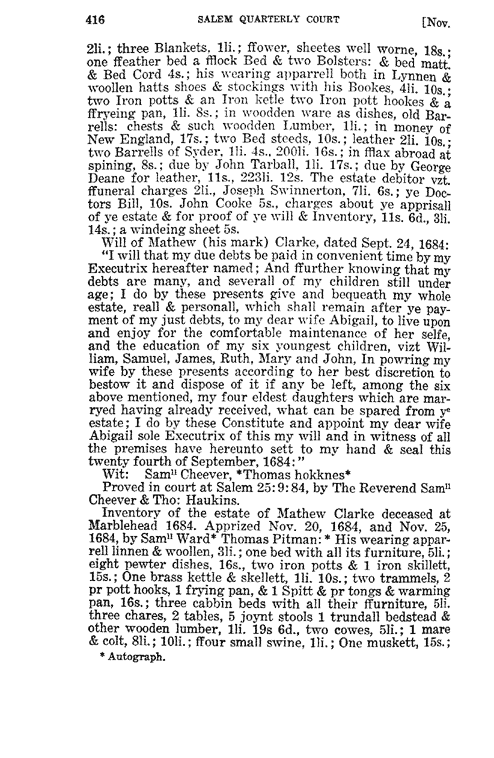 416 SALEM QUARTERLY COURT [Nov.
2li.; three Blankets, 1li.; ffower, sheetes well worne, 18s.;
one ffeather bed a fflock Bed & two Bolsters: & bed matt.
& Bed Cord 4s.; his wearing apparrell both in Lynnen &
woollen hatts shoes & stockings with his Bookes, 4li. 10s.;
two Iron potts & an Iron ketle two Iron pott hookes & a
ffryeing pan, 1li. 8s.; in woodden ware as dishes, old Bar-
rells: chests & such woodden Lumber, 1li.; in money of
New England, 17s.; two Bed steeds, 10s.; leather 2li. 10s.;
two Barrells of Syder, 1li. 4s., 200li. 16s.; in fflax abroad at
spining, 8s.; due by John Tarball, 1li. 17s.; due by George
Deane for leather, 11s., 223li. 12s. The estate debitor vzt.
ffuneral charges 2li., Joseph Swinnerton, 7li. 6s.; ye Doc-
tors Bill, 10s. John Cooke 5s., charges about ye apprisall
of ye estate & for proof of ye will & Inventory, 11s. 6d., 3li.
14s.; a windeing sheet 5s.
Will of Mathew (his mark) Clarke, dated Sept. 24, 1684:
"I will that my due debts be paid in convenient time by my
Executrix hereafter named; And ffurther knowing that my
debts are many, and severall of my children still under
age; I do by these presents give and bequeath my whole
estate, reall & personall, which shall remain after ye pay-
ment of my just debts, to my dear wife Abigail, to live upon
and enjoy for the comfortable maintenance of her selfe,
and the education of my six youngest children, vizt Wil-
liam, Samuel, James, Ruth, Mary and John, In powring my
wife by these presents according to her best discretion to
bestow it and dispose of it if any be left, among the six
above mentioned, my four eldest daughters which are mar-
ryed having already received, what can be spared from yᵉ
estate; I do by these Constitute and appoint my dear wife
Abigail sole Executrix of this my will and in witness of all
the premises have hereunto sett to my hand & seal this
twenty fourth of September, 1684:"
Wit: Samˡˡ Cheever, *Thomas hokknes*
Proved in court at Salem 25:9:84, by The Reverend Samˡˡ
Cheever & Tho: Haukins.
Inventory of the estate of Mathew Clarke deceased at
Marblehead 1684. Apprized Nov. 20, 1684, and Nov. 25,
1684, by Samˡˡ Ward* Thomas Pitman:* His wearing appar-
rell linnen & woollen, 3li.; one bed with all its furniture, 5li.;
eight pewter dishes, 16s., two iron potts & 1 iron skillett,
15s.; One brass kettle & skellett, 1li. 10s.; two trammels, 2
pr pott hooks, 1 frying pan, & 1 Spitt & pr tongs & warming
pan, 16s.; three cabbin beds with all their ffurniture, 5li.
three chares, 2 tables, 5 joynt stools 1 trundall bedstead &
other wooden lumber, 1li. 19s 6d., two cowes, 5li.; 1 mare
& colt, 8li.; 10li.; ffour small swine, 1li.; One muskett, 15s.;
* Autograph.